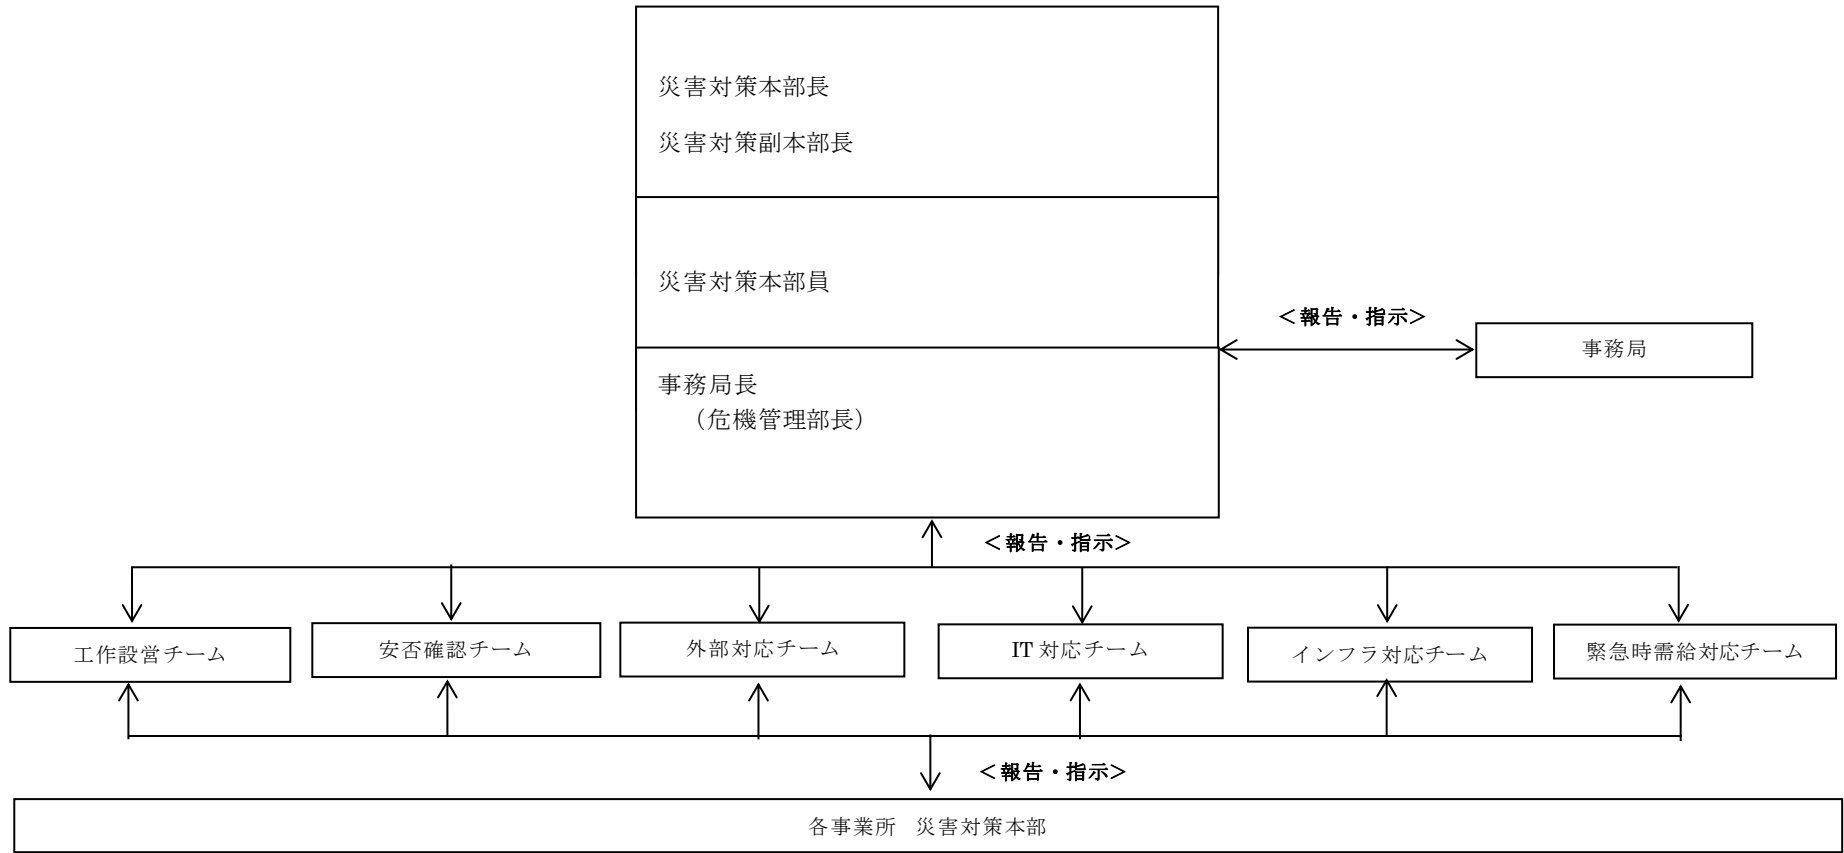 災害対策本部長
災害対策副本部長
災害対策本部員
＜報告・指示＞
事務局
事務局長
（危機管理部長）
＜報告・指示＞
工作設営チーム
安否確認チーム
外部対応チーム
IT 対応チーム
インフラ対応チーム
緊急時需給対応チーム
＜報告・指示＞
各事業所　災害対策本部